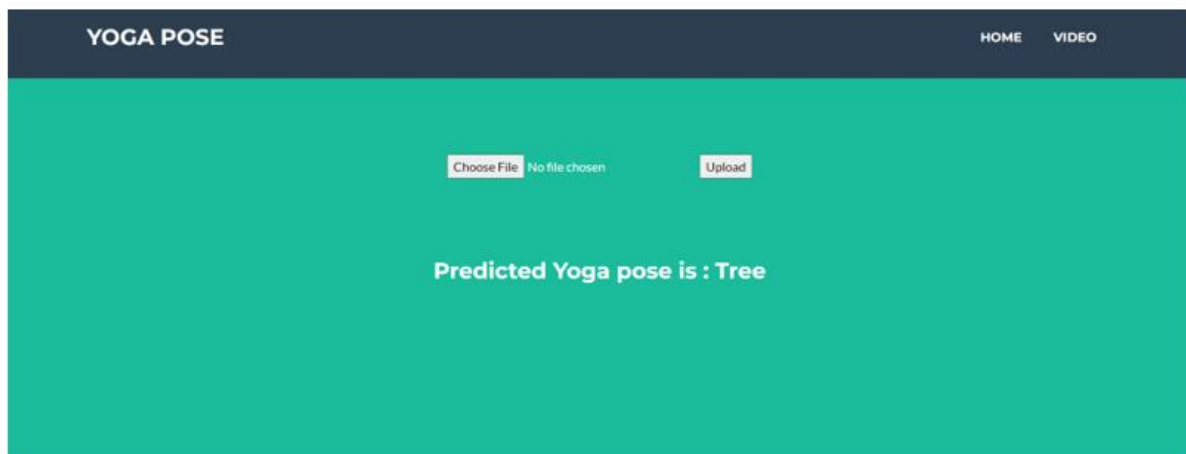 YOGA POSE HOME VIDEO
Choose File No file chosen Upload
Predicted Yoga pose is : Tree